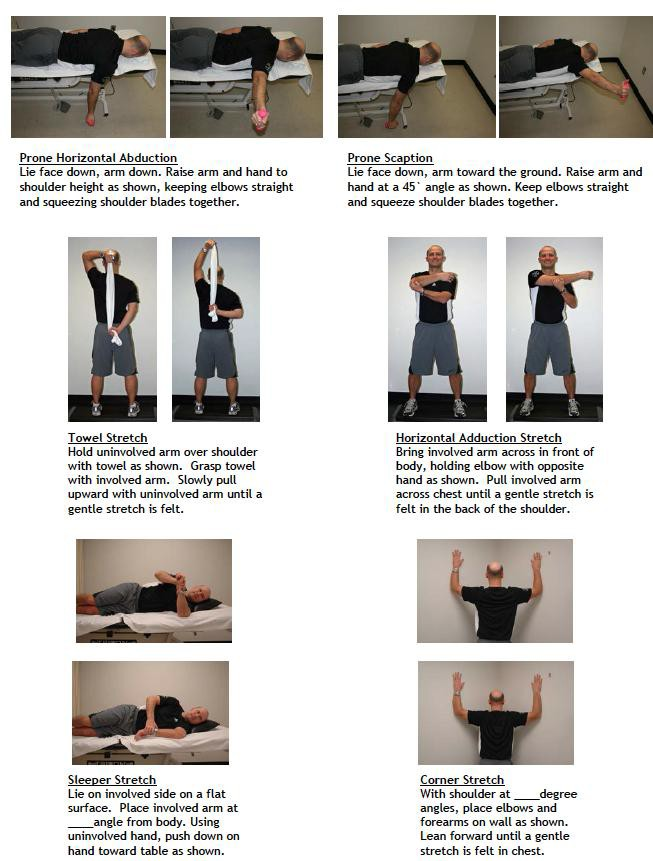 Prone Horizontal Abduction
Lie face down, arm down. Raise arm and hand to
shoulder height as shown, keeping elbows straight
and squeezing shoulder blades together.
Prone Scaption
Lie face down, arm toward the ground. Raise arm and
hand at a 45` angle as shown. Keep elbows straight
and squeeze shoulder blades together.
Towel Stretch
Hold uninvolved arm over shoulder
with towel as shown. Grasp towel
with involved arm. Slowly pull
upward with uninvolved arm until a
gentle stretch is felt.
Horizontal Adduction Stretch
Bring involved arm across in front of
body, holding elbow with opposite
hand as shown. Pull involved arm
across chest until a gentle stretch is
felt in the back of the shoulder.
Sleeper Stretch
Lie on involved side on a flat
surface. Place involved arm at
____angle from body. Using
uninvolved hand, push down on
hand toward table as shown.
Corner Stretch
With shoulder at ____degree
angles, place elbows and
forearms on wall as shown.
Lean forward until a gentle
stretch is felt in chest.